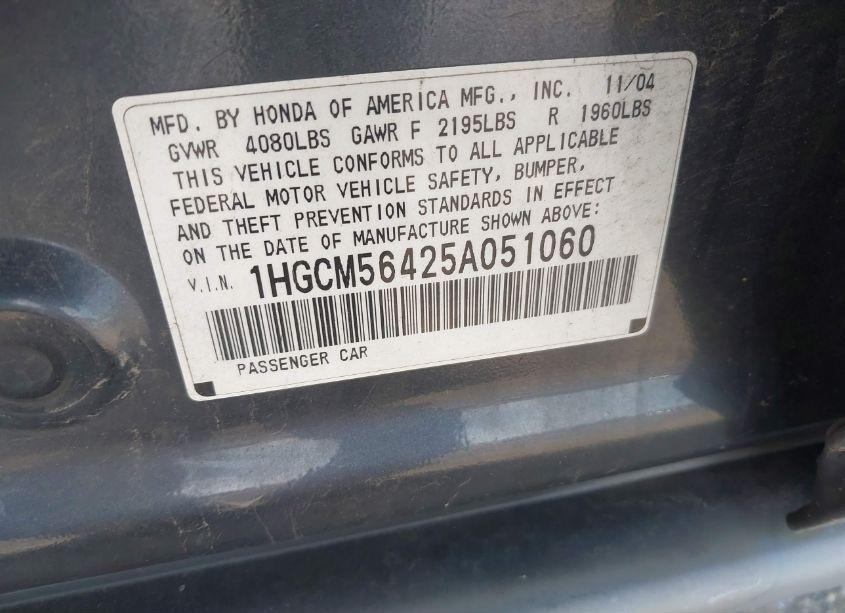 MFD. BY HONDA OF AMERICA MFG., INC. 11/04
GVWR 4080LBS GAWR F 2195LBS R 1960LBS
THIS VEHICLE CONFORMS TO ALL APPLICABLE
FEDERAL MOTOR VEHICLE SAFETY, BUMPER,
AND THEFT PREVENTION STANDARDS IN EFFECT
ON THE DATE OF MANUFACTURE SHOWN ABOVE:
V.I.N. 1HGCM56425A051060
PASSENGER CAR